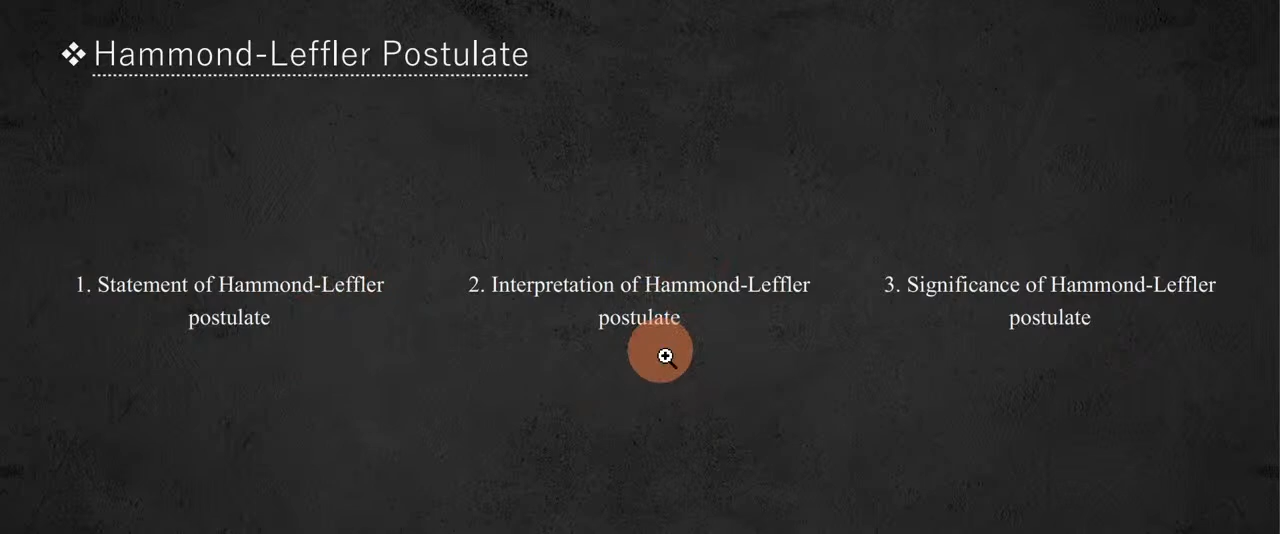 Hammond-Leffler Postulate
1. Statement of Hammond-Leffler
postulate
2. Interpretation of Hammond-Leffler
postulate
3. Significance of Hammond-Leffler
postulate